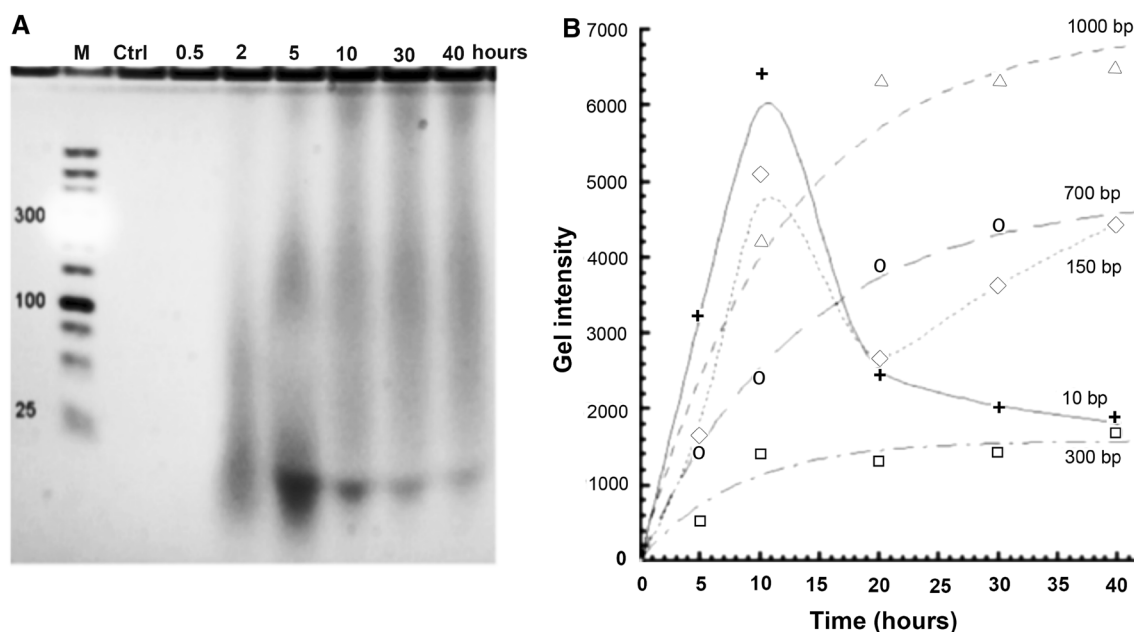 A
M Ctrl 0.5 2 5 10 30 40 hours
300
100
25
B
Gel intensity
7000
6000
5000
4000
3000
2000
1000
0
1000 bp
700 bp
150 bp
10 bp
300 bp
0 5 10 15 20 25 30 35 40
Time (hours)